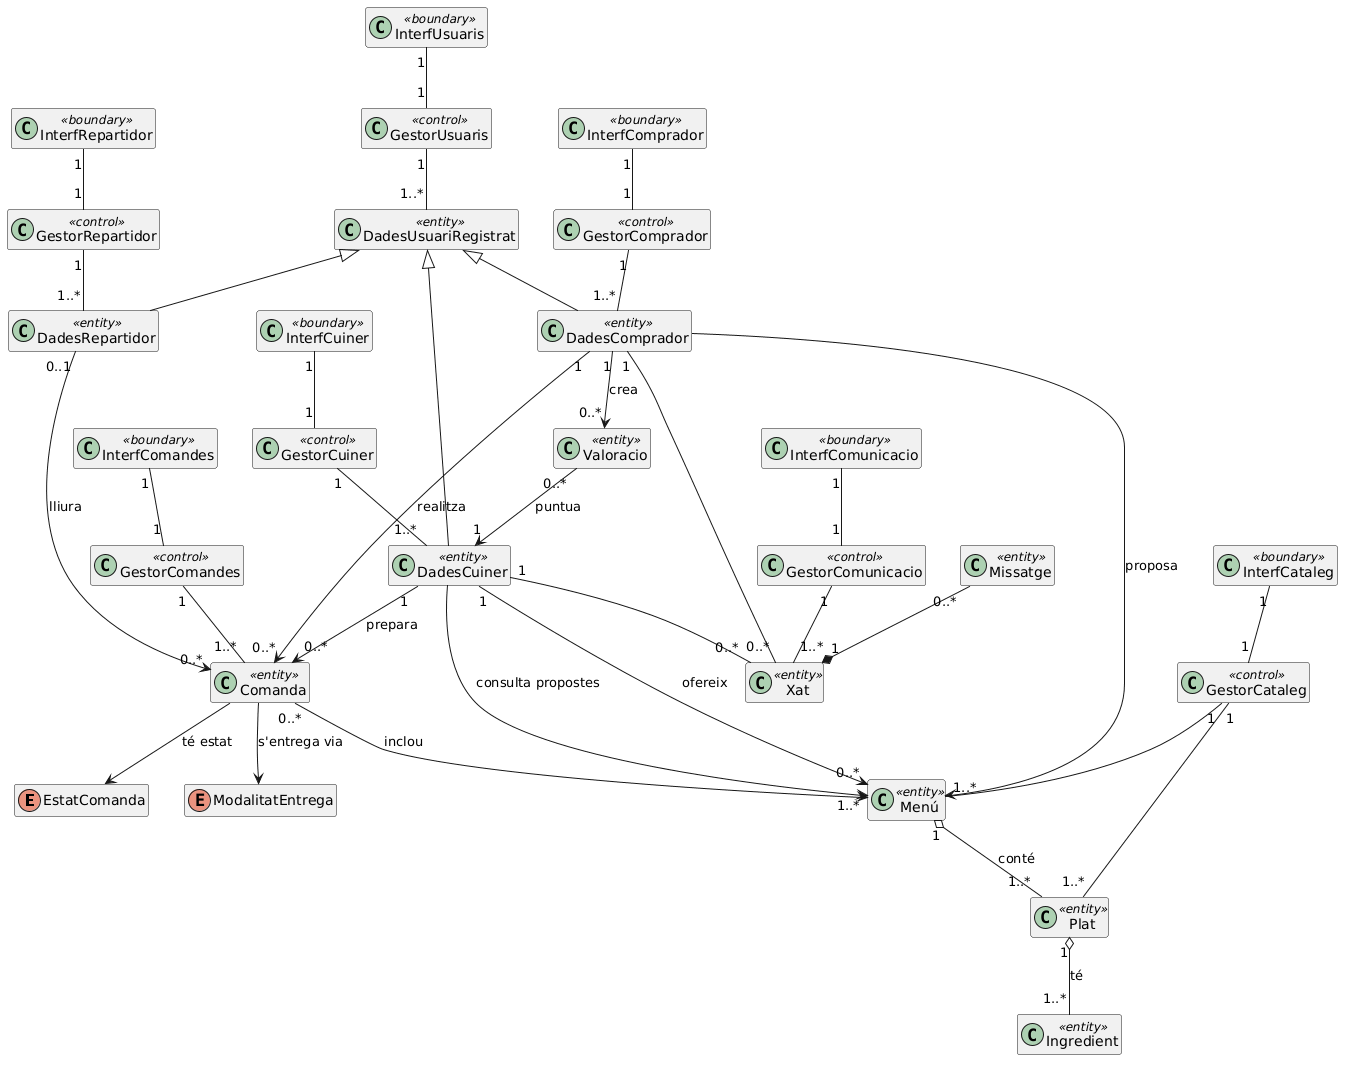 «boundary»
InterfUsuaris
1
1
«boundary»
InterfRepartidor
«control»
GestorUsuaris
«boundary»
InterfComprador
1
1
1
1..*
1
1
«control»
GestorRepartidor
«entity»
DadesUsuariRegistrat
«control»
GestorComprador
1
1..*
1
1..*
«entity»
DadesRepartidor
«boundary»
InterfCuiner
«entity»
DadesComprador
0..1
1
1
1
1
crea
1
0..*
«boundary»
InterfComandes
«control»
GestorCuiner
«entity»
Valoracio
«boundary»
InterfComunicacio
1
1
0..*
1
lliura
realitza
puntua
1
1..*
1
1
«control»
GestorComandes
«entity»
DadesCuiner
«control»
GestorComunicacio
«entity»
Missatge
«boundary»
InterfCataleg
proposa
1
1
1
1
1
0..*
1
prepara
0..*
1..*
0..*
0..*
0..*
0..*
1..*
1
1
«entity»
Comanda
consulta propostes
ofereix
«entity»
Xat
«control»
GestorCataleg
0..*
1
1
té estat
s'entrega via
inclou
0..*
1..*
1..*
E EstatComanda
E ModalitatEntrega
«entity»
Menú
1
conté
1..*
1..*
«entity»
Plat
1
té
1..*
«entity»
Ingredient